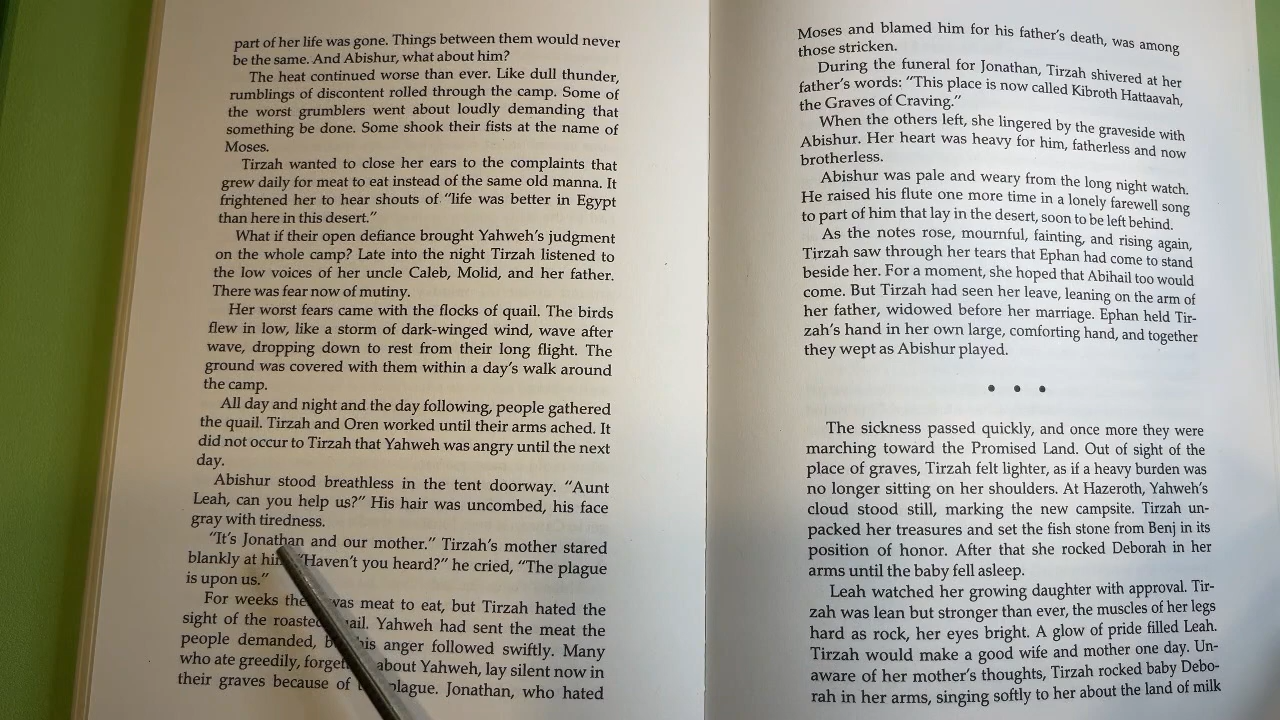 part of her life was gone. Things between them would never
be the same. And Abishur, what about him?
The heat continued worse than ever. Like dull thunder,
rumblings of discontent rolled through the camp. Some of
the worst grumblers went about loudly demanding that
something be done. Some shook their fists at the name of
Moses.
Tirzah wanted to close her ears to the complaints that
grew daily for meat to eat instead of the same old manna. It
frightened her to hear shouts of "life was better in Egypt
than here in this desert."
What if their open defiance brought Yahweh's judgment
on the whole camp? Late into the night Tirzah listened to
the low voices of her uncle Caleb, Molid, and her father.
There was fear now of mutiny.
Her worst fears came with the flocks of quail. The birds
flew in low, like a storm of dark-winged wind, wave after
wave, dropping down to rest from their long flight. The
ground was covered with them within a day's walk around
the camp.
All day and night and the day following, people gathered
the quail. Tirzah and Oren worked until their arms ached. It
did not occur to Tirzah that Yahweh was angry until the next
day.
Abishur stood breathless in the tent doorway. "Aunt
Leah, can you help us?" His hair was uncombed, his face
gray with tiredness.
"It's Jonathan and our mother." Tirzah's mother stared
blankly at "Haven't you heard?" he cried, "The plague
is upon us."
For weeks was meat to eat, but Tirzah hated the
sight of the roasted Yahweh had sent the meat the
people demanded, anger followed swiftly. Many
who ate greedily, about Yahweh, lay silent now in
their graves because of plague. Jonathan, who hated
Moses and blamed him for his father's death, was among
those stricken.
During the funeral for Jonathan, Tirzah shivered at her
father's words: "This place is now called Kibroth Hattaavah,
the Graves of Craving."
When the others left, she lingered by the graveside with
Abishur. Her heart was heavy for him, fatherless and now
brotherless.
Abishur was pale and weary from the long night watch.
He raised his flute one more time in a lonely farewell song
to part of him that lay in the desert, soon to be left behind.
As the notes rose, mournful, fainting, and rising again,
Tirzah saw through her tears that Ephan had come to stand
beside her. For a moment, she hoped that Abihail too would
come. But Tirzah had seen her leave, leaning on the arm of
her father, widowed before her marriage. Ephan held Tir-
zah's hand in her own large, comforting hand, and together
they wept as Abishur played.
• • •
The sickness passed quickly, and once more they were
marching toward the Promised Land. Out of sight of the
place of graves, Tirzah felt lighter, as if a heavy burden was
no longer sitting on her shoulders. At Hazeroth, Yahweh's
cloud stood still, marking the new campsite. Tirzah un-
packed her treasures and set the fish stone from Benj in its
position of honor. After that she rocked Deborah in her
arms until the baby fell asleep.
Leah watched her growing daughter with approval. Tir-
zah was lean but stronger than ever, the muscles of her legs
hard as rock, her eyes bright. A glow of pride filled Leah.
Tirzah would make a good wife and mother one day. Un-
aware of her mother's thoughts, Tirzah rocked baby Debo-
rah in her arms, singing softly to her about the land of milk